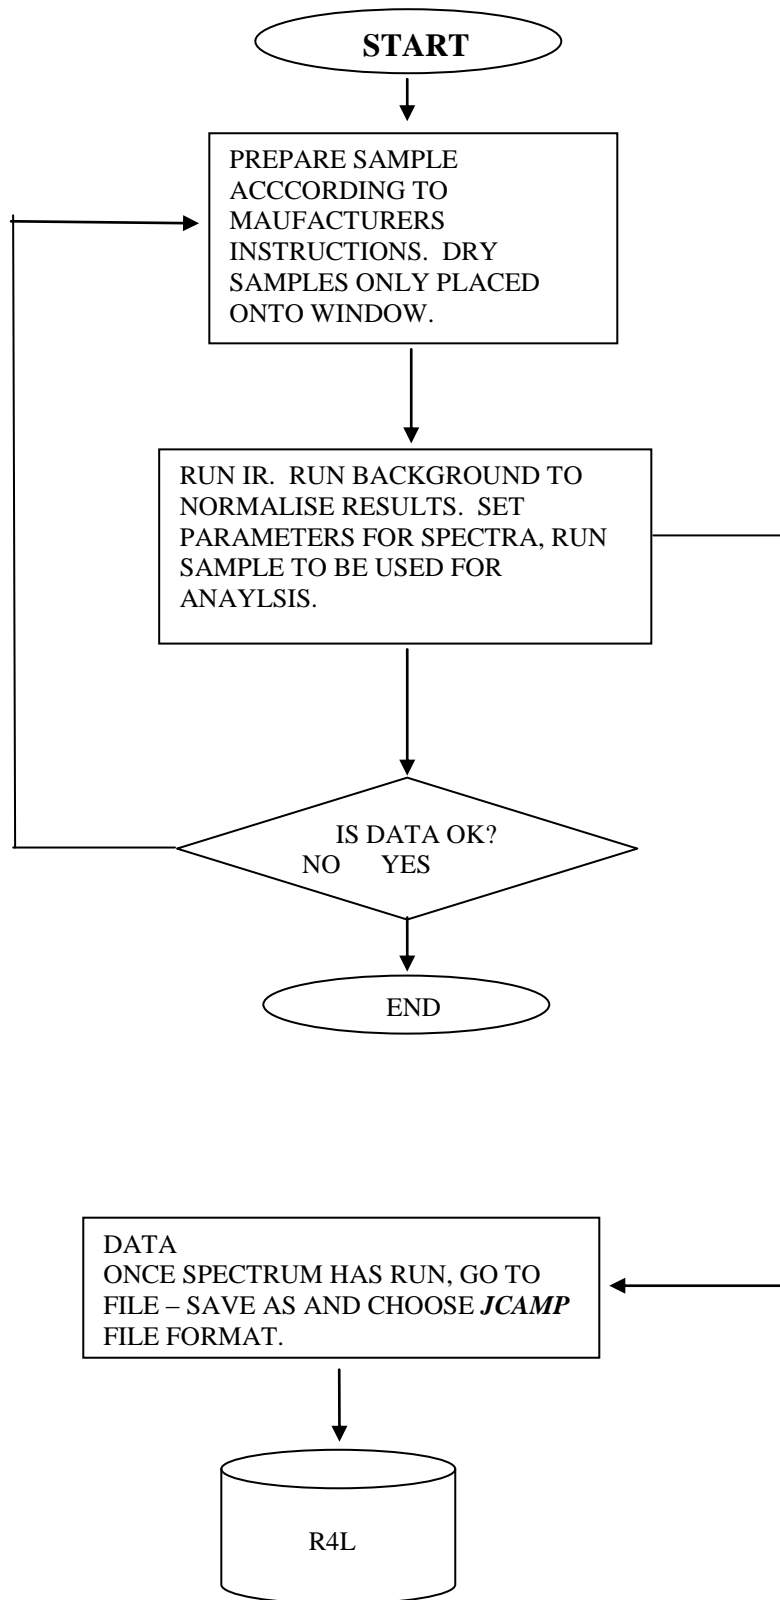 START
PREPARE SAMPLE
ACCCORDING TO
MAUFACTURERS
INSTRUCTIONS.  DRY
SAMPLES ONLY PLACED
ONTO WINDOW.
RUN IR.  RUN BACKGROUND TO
NORMALISE RESULTS.  SET
PARAMETERS FOR SPECTRA, RUN
SAMPLE TO BE USED FOR
ANAYLSIS.
IS DATA OK?
NO     YES
END
DATA
ONCE SPECTRUM HAS RUN, GO TO
FILE – SAVE AS AND CHOOSE JCAMP
FILE FORMAT.
R4L